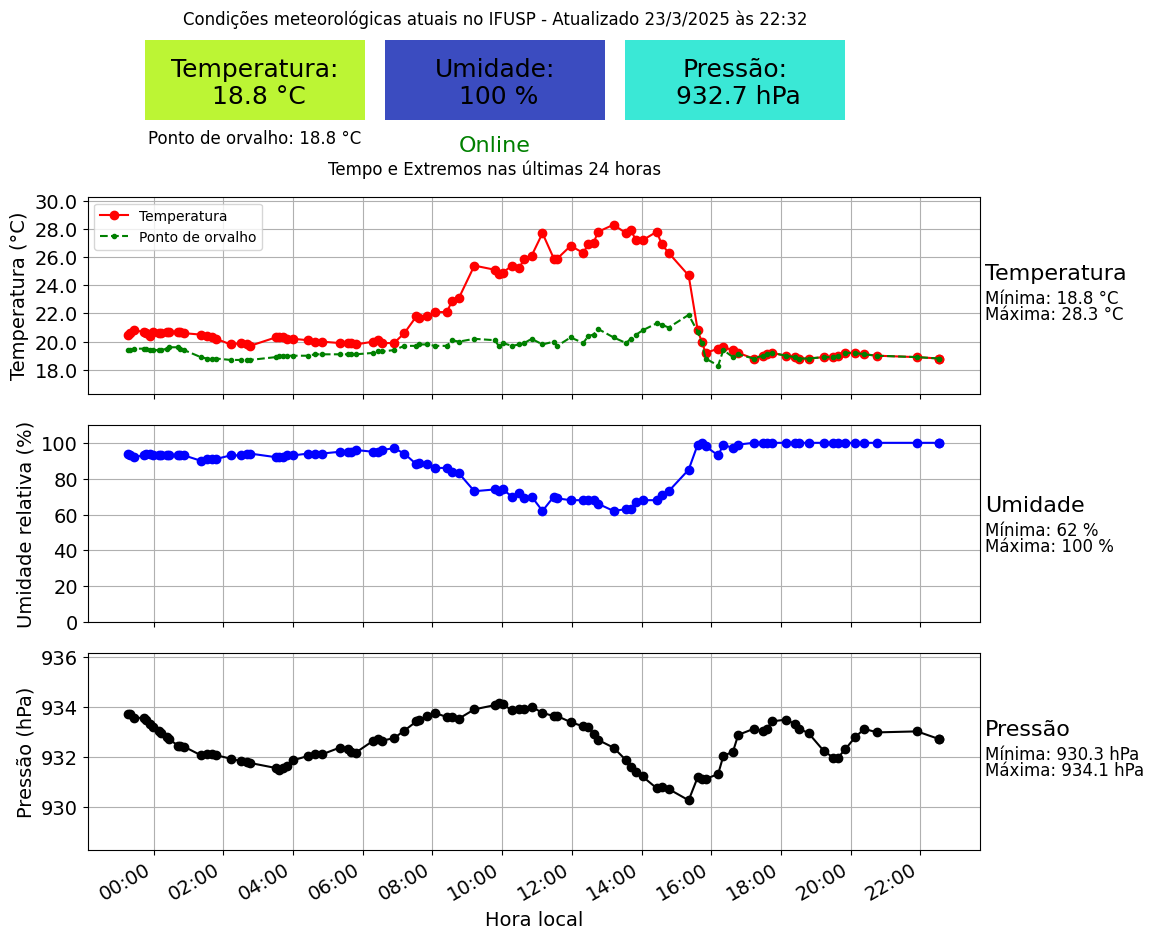 Condições meteorológicas atuais no IFUSP - Atualizado 23/3/2025 às 22:32
Temperatura:
18.8 °C
Umidade:
100 %
Pressão:
932.7 hPa
Ponto de orvalho: 18.8 °C
Online
Tempo e Extremos nas últimas 24 horas
Temperatura (°C)
30.0
28.0
26.0
24.0
22.0
20.0
18.0
Temperatura
Ponto de orvalho
Temperatura
Mínima: 18.8 °C
Máxima: 28.3 °C
Umidade relativa (%)
100
80
60
40
20
0
Umidade
Mínima: 62 %
Máxima: 100 %
Pressão (hPa)
936
934
932
930
Pressão
Mínima: 930.3 hPa
Máxima: 934.1 hPa
00:00 02:00 04:00 06:00 08:00 10:00 12:00 14:00 16:00 18:00 20:00 22:00
Hora local